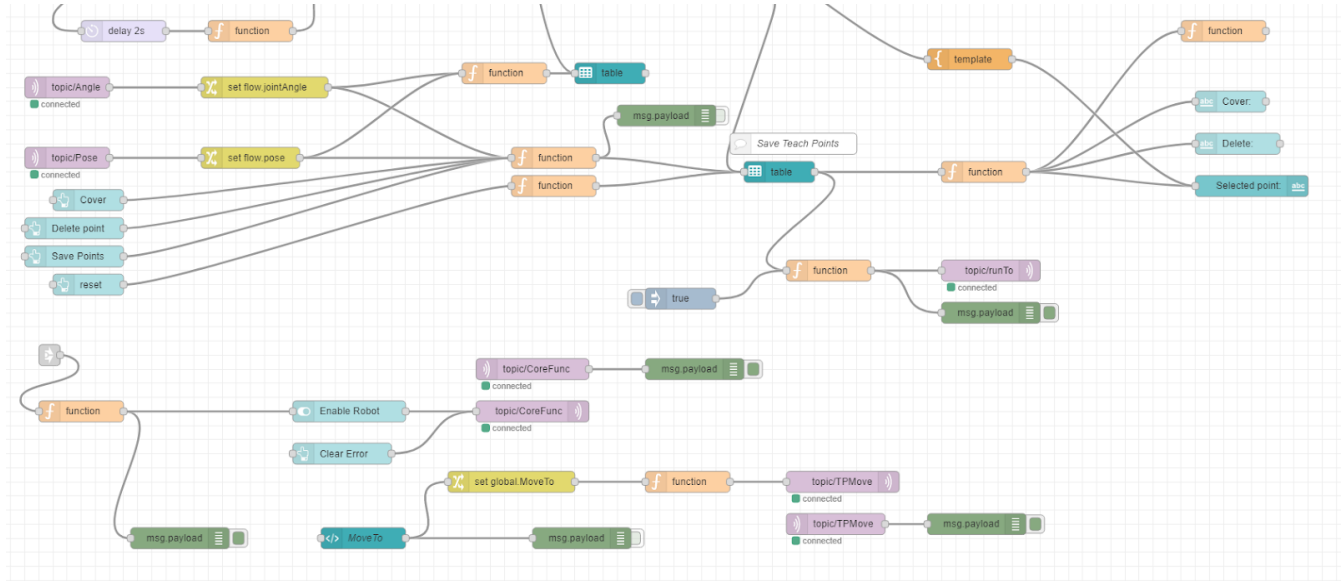 delay 2s
function
function
template
topic/Angle
connected
set flow.jointAngle
function
table
Cover:
msg.payload
Save Teach Points
abc
abc
Delete:
topic/Pose
connected
set flow.pose
function
table
function
function
Selected point:
abc
Cover
Delete point
Save Points
reset
function
topic/runTo
connected
true
msg.payload
topic/CoreFunc
connected
msg.payload
function
Enable Robot
topic/CoreFunc
connected
Clear Error
set global.MoveTo
function
topic/TPMove
connected
topic/TPMove
connected
msg.payload
msg.payload
MoveTo
msg.payload